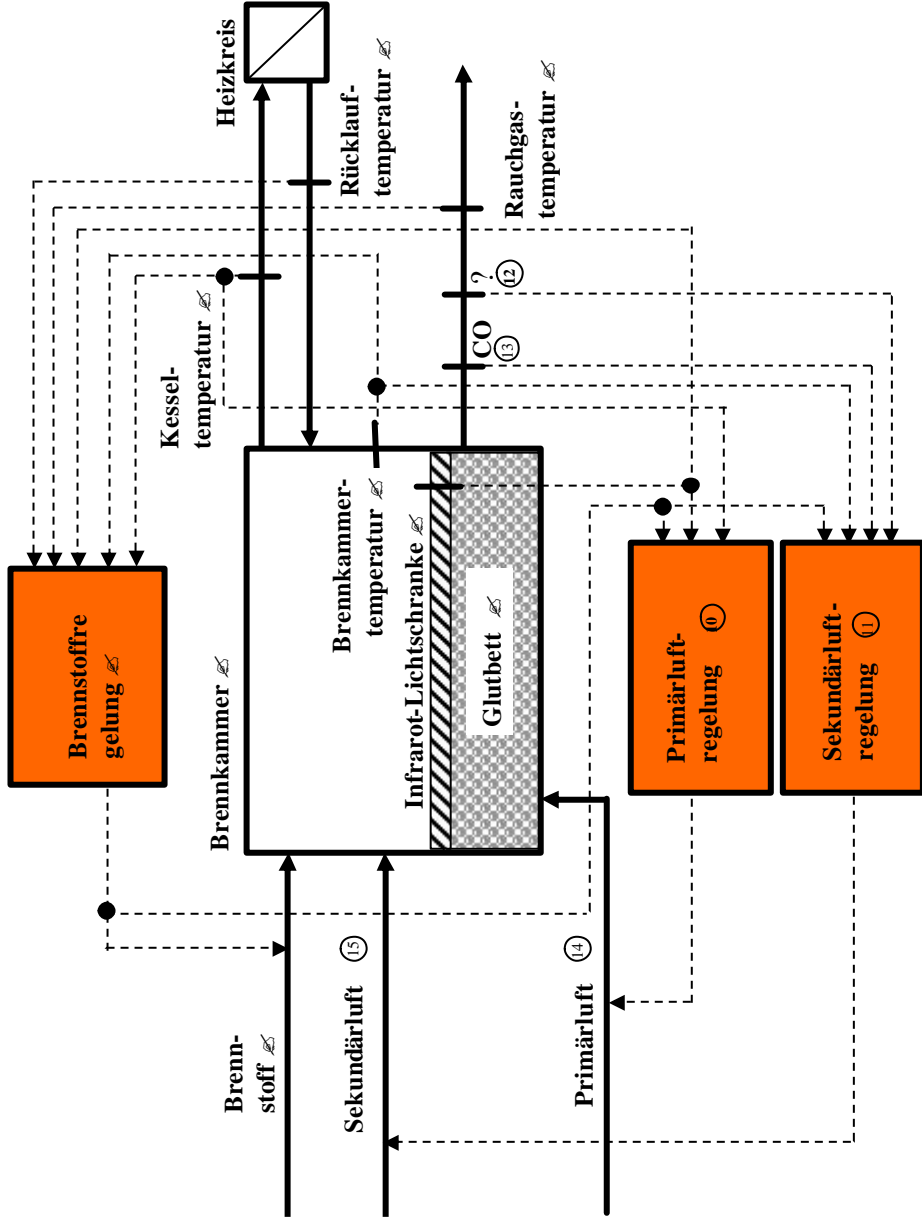 Heizkreis
Rücklauf-
temperatur ✍
Rauchgas-
temperatur ✍
Kessel-
temperatur ✍
?
12
CO
13
Brennstoffre
gelung ✍
Brennkammer ✍
Brennkammer-
temperatur ✍
Infrarot-Lichtschranke ✍
Glutbett ✍
Primärluft-
regelung 10
Sekundärluft-
regelung 11
Brenn-
stoff ✍
Sekundärluft 15
Primärluft 14